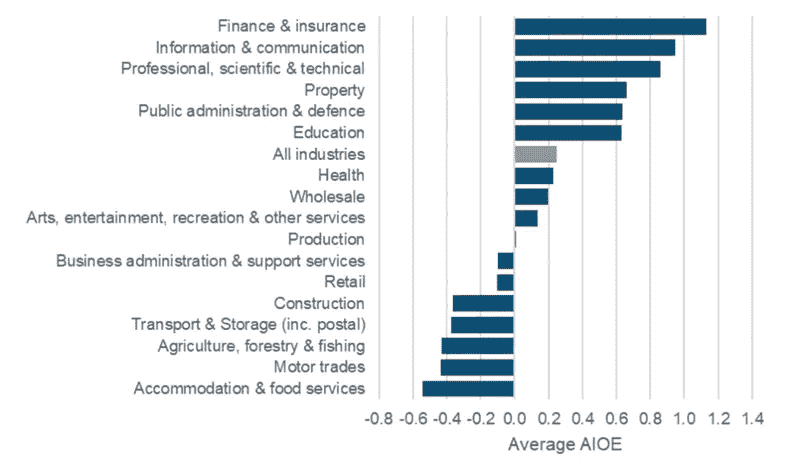 Finance & insurance
Information & communication
Professional, scientific & technical
Property
Public administration & defence
Education
All industries
Health
Wholesale
Arts, entertainment, recreation & other services
Production
Business administration & support services
Retail
Construction
Transport & Storage (inc. postal)
Agriculture, forestry & fishing
Motor trades
Accommodation & food services
-0.8 -0.6 -0.4 -0.2 0.0 0.2 0.4 0.6 0.8 1.0 1.2 1.4
Average AIOE